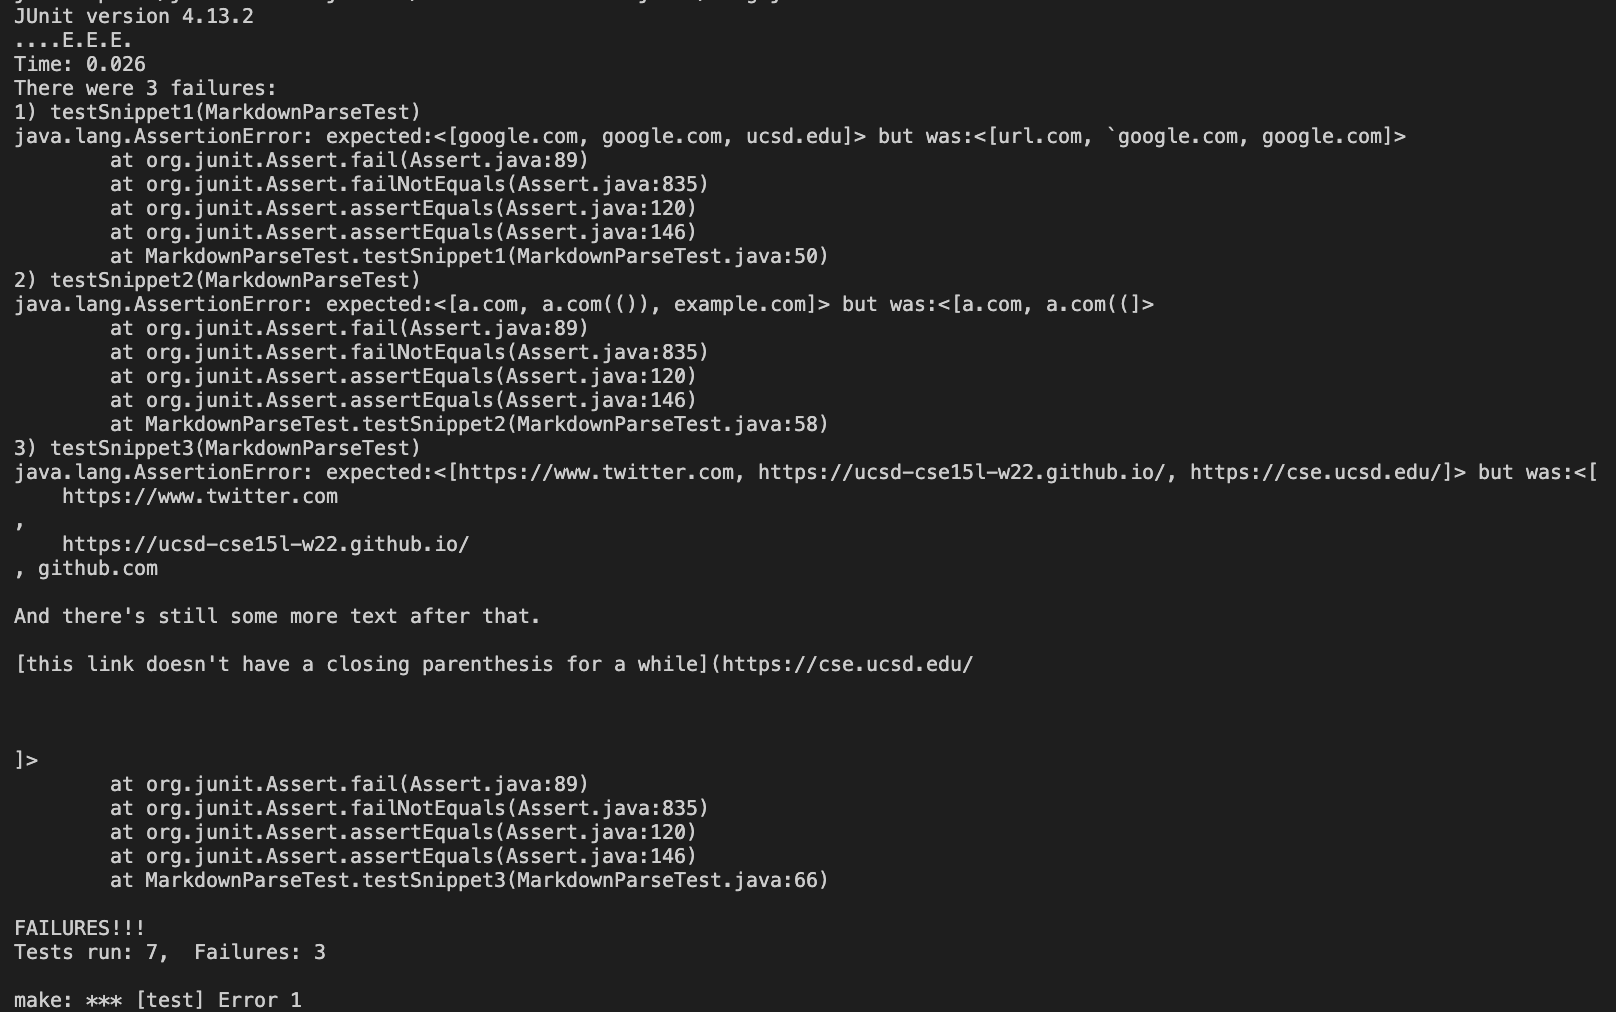 JUnit version 4.13.2
....E.E.E.
Time: 0.026
There were 3 failures:
1) testSnippet1(MarkdownParseTest)
java.lang.AssertionError: expected:<[google.com, google.com, ucsd.edu]> but was:<[url.com, `google.com, google.com]>
        at org.junit.Assert.fail(Assert.java:89)
        at org.junit.Assert.failNotEquals(Assert.java:835)
        at org.junit.Assert.assertEquals(Assert.java:120)
        at org.junit.Assert.assertEquals(Assert.java:146)
        at MarkdownParseTest.testSnippet1(MarkdownParseTest.java:50)
2) testSnippet2(MarkdownParseTest)
java.lang.AssertionError: expected:<[a.com, a.com(()), example.com]> but was:<[a.com, a.com((]>
        at org.junit.Assert.fail(Assert.java:89)
        at org.junit.Assert.failNotEquals(Assert.java:835)
        at org.junit.Assert.assertEquals(Assert.java:120)
        at org.junit.Assert.assertEquals(Assert.java:146)
        at MarkdownParseTest.testSnippet2(MarkdownParseTest.java:58)
3) testSnippet3(MarkdownParseTest)
java.lang.AssertionError: expected:<[https://www.twitter.com, https://ucsd-cse15l-w22.github.io/, https://cse.ucsd.edu/]> but was:<[
    https://www.twitter.com
,
    https://ucsd-cse15l-w22.github.io/
, github.com

And there's still some more text after that.

[this link doesn't have a closing parenthesis for a while](https://cse.ucsd.edu/



]>
        at org.junit.Assert.fail(Assert.java:89)
        at org.junit.Assert.failNotEquals(Assert.java:835)
        at org.junit.Assert.assertEquals(Assert.java:120)
        at org.junit.Assert.assertEquals(Assert.java:146)
        at MarkdownParseTest.testSnippet3(MarkdownParseTest.java:66)

FAILURES!!!
Tests run: 7,  Failures: 3

make: *** [test] Error 1